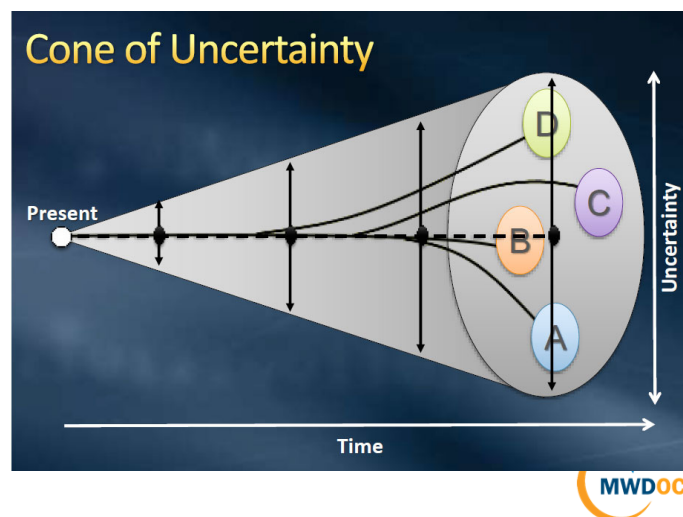 Cone of Uncertainty
D
C
Present
B
Uncertainty
A
Time
MWDOC